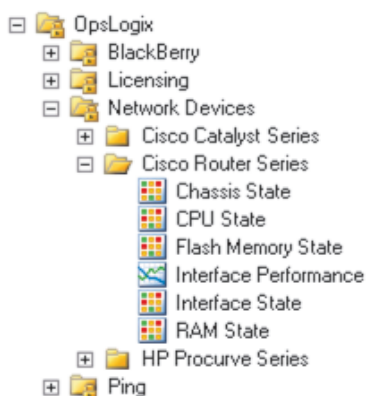 OpsLogix
BlackBerry
Licensing
Network Devices
Cisco Catalyst Series
Cisco Router Series
Chassis State
CPU State
Flash Memory State
Interface Performance
Interface State
RAM State
HP Procurve Series
Ping